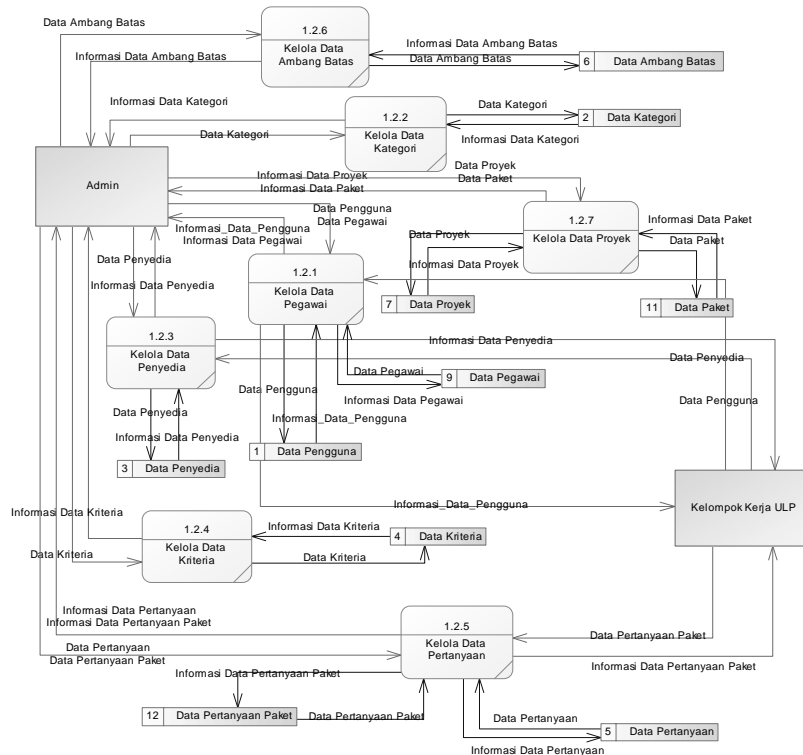 Data Ambang Batas
1.2.6
Kelola Data
Ambang Batas
Informasi Data Ambang Batas
Informasi Data Ambang Batas
Data Ambang Batas
6 Data Ambang Batas
Informasi Data Kategori
1.2.2
Kelola Data
Kategori
Data Kategori
2 Data Kategori
Data Kategori
Informasi Data Kategori
Admin
Informasi Data Proyek
Informasi Data Paket
Data Proyek
Data Paket
Data Pengguna
Data Pegawai
Informasi_Data_Pengguna
Informasi Data Pegawai
1.2.7
Kelola Data Proyek
Informasi Data Paket
Data Proyek
Data Paket
Informasi Data Proyek
Data Penyedia
Informasi Data Penyedia
1.2.1
Kelola Data
Pegawai
7 Data Proyek
11 Data Paket
1.2.3
Kelola Data
Penyedia
Informasi Data Penyedia
Data Penyedia
Data Pegawai
9 Data Pegawai
Data Pengguna
Informasi Data Pegawai
Data Pengguna
Data Penyedia
Informasi_Data_Pengguna
Informasi Data Penyedia
1 Data Pengguna
3 Data Penyedia
Informasi_Data_Pengguna
Kelompok Kerja ULP
Informasi Data Kriteria
1.2.4
Kelola Data
Kriteria
Informasi Data Kriteria
4 Data Kriteria
Data Kriteria
Data Kriteria
Informasi Data Pertanyaan
Informasi Data Pertanyaan Paket
1.2.5
Kelola Data
Pertanyaan
Data Pertanyaan Paket
Data Pertanyaan
Data Pertanyaan Paket
Informasi Data Pertanyaan Paket
Informasi Data Pertanyaan Paket
12 Data Pertanyaan Paket
Data Pertanyaan Paket
Data Pertanyaan
5 Data Pertanyaan
Informasi Data Pertanyaan